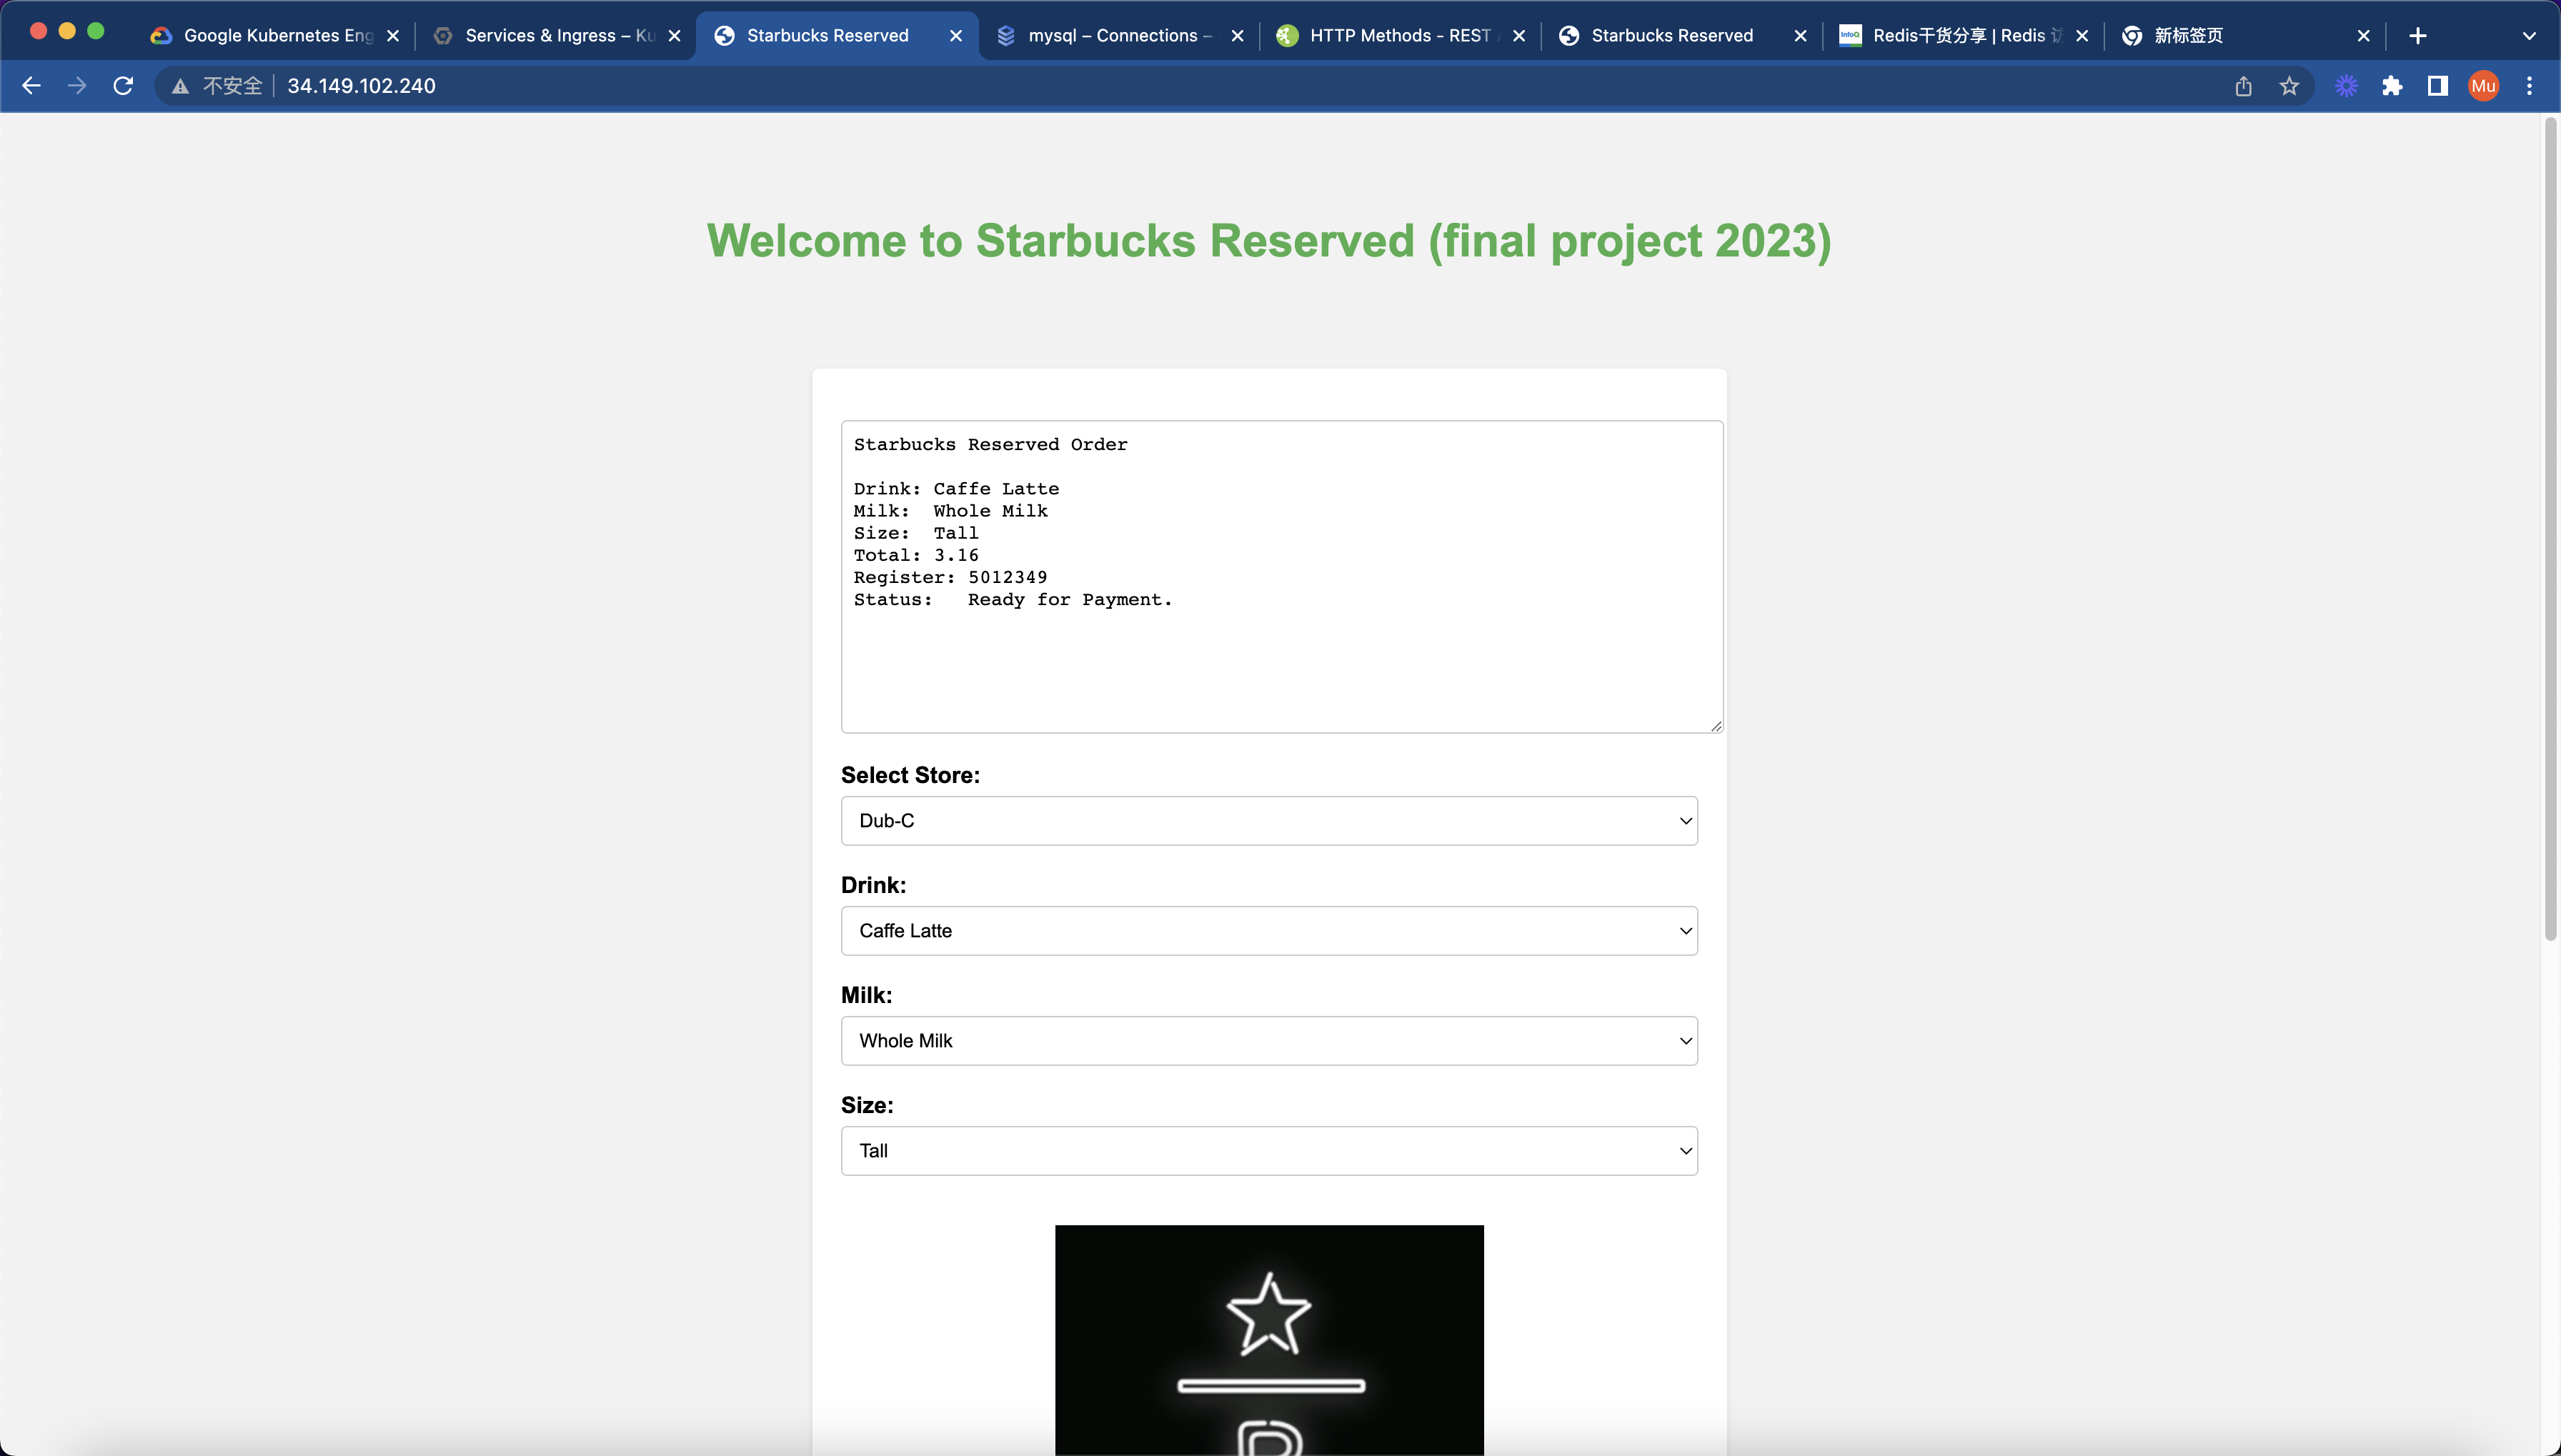 Google Kubernetes Eng
Services & Ingress – Ku
Starbucks Reserved
mysql – Connections –
HTTP Methods - REST
Starbucks Reserved
InfoQ
Redis干货分享 | Redis
新标签页
不安全
34.149.102.240
Mu
Welcome to Starbucks Reserved (final project 2023)
Starbucks Reserved Order
Drink: Caffe Latte
Milk: Whole Milk
Size: Tall
Total: 3.16
Register: 5012349
Status: Ready for Payment.
Select Store:
Dub-C
Drink:
Caffe Latte
Milk:
Whole Milk
Size:
Tall
R